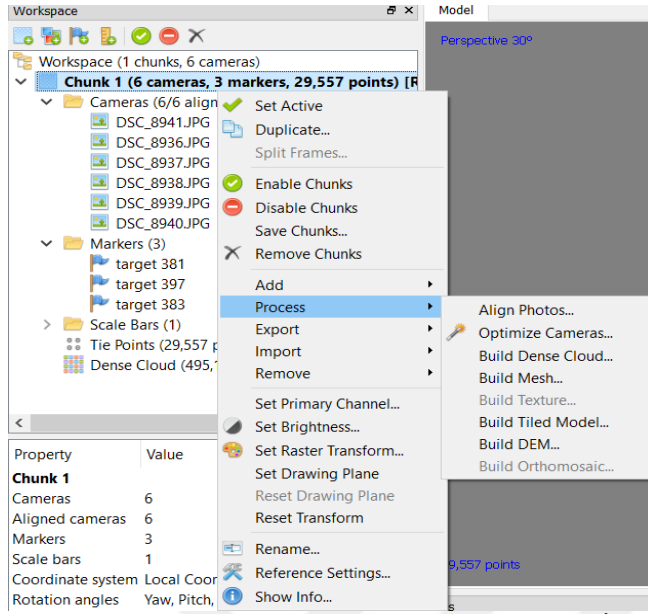 Workspace
Model
Perspective 30°
Workspace (1 chunks, 6 cameras)
Chunk 1 (6 cameras, 3 markers, 29,557 points) [R
Cameras (6/6 align
DSC_8941.JPG
DSC_8936.JPG
DSC_8937.JPG
DSC_8938.JPG
DSC_8939.JPG
DSC_8940.JPG
Markers (3)
target 381
target 397
target 383
Scale Bars (1)
Tie Points (29,557 p
Dense Cloud (495,1
Set Active
Duplicate...
Split Frames...
Enable Chunks
Disable Chunks
Save Chunks...
Remove Chunks
Add
Process
Export
Import
Remove
Set Primary Channel...
Set Brightness...
Set Raster Transform...
Set Drawing Plane
Reset Drawing Plane
Reset Transform
Rename...
Reference Settings...
Show Info...
Align Photos...
Optimize Cameras...
Build Dense Cloud...
Build Mesh...
Build Texture...
Build Tiled Model...
Build DEM...
Build Orthomosaic...
Property Value
Chunk 1
Cameras 6
Aligned cameras 6
Markers 3
Scale bars 1
Coordinate system Local Coor
Rotation angles Yaw, Pitch,
9,557 points
s